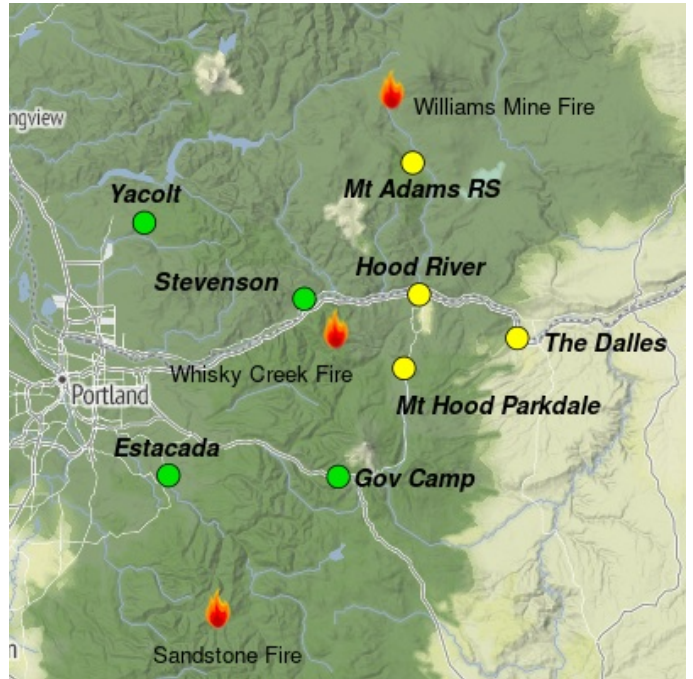 Williams Mine Fire
ngview
Mt Adams RS
Yacolt
Hood River
Stevenson
The Dalles
Whisky Creek Fire
Portland
Mt Hood Parkdale
Estacada
Gov Camp
Sandstone Fire
n